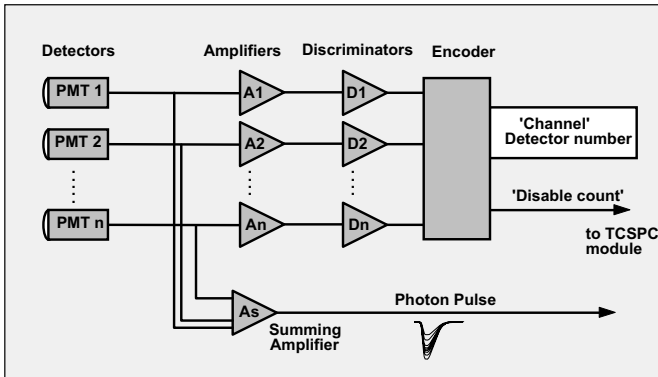 Detectors Amplifiers Discriminators Encoder
PMT 1 A1 D1
'Channel'
Detector number
PMT 2 A2 D2
'Disable count'
PMT n An Dn
to TCSPC
module
Photon Pulse
As
Summing
Amplifier